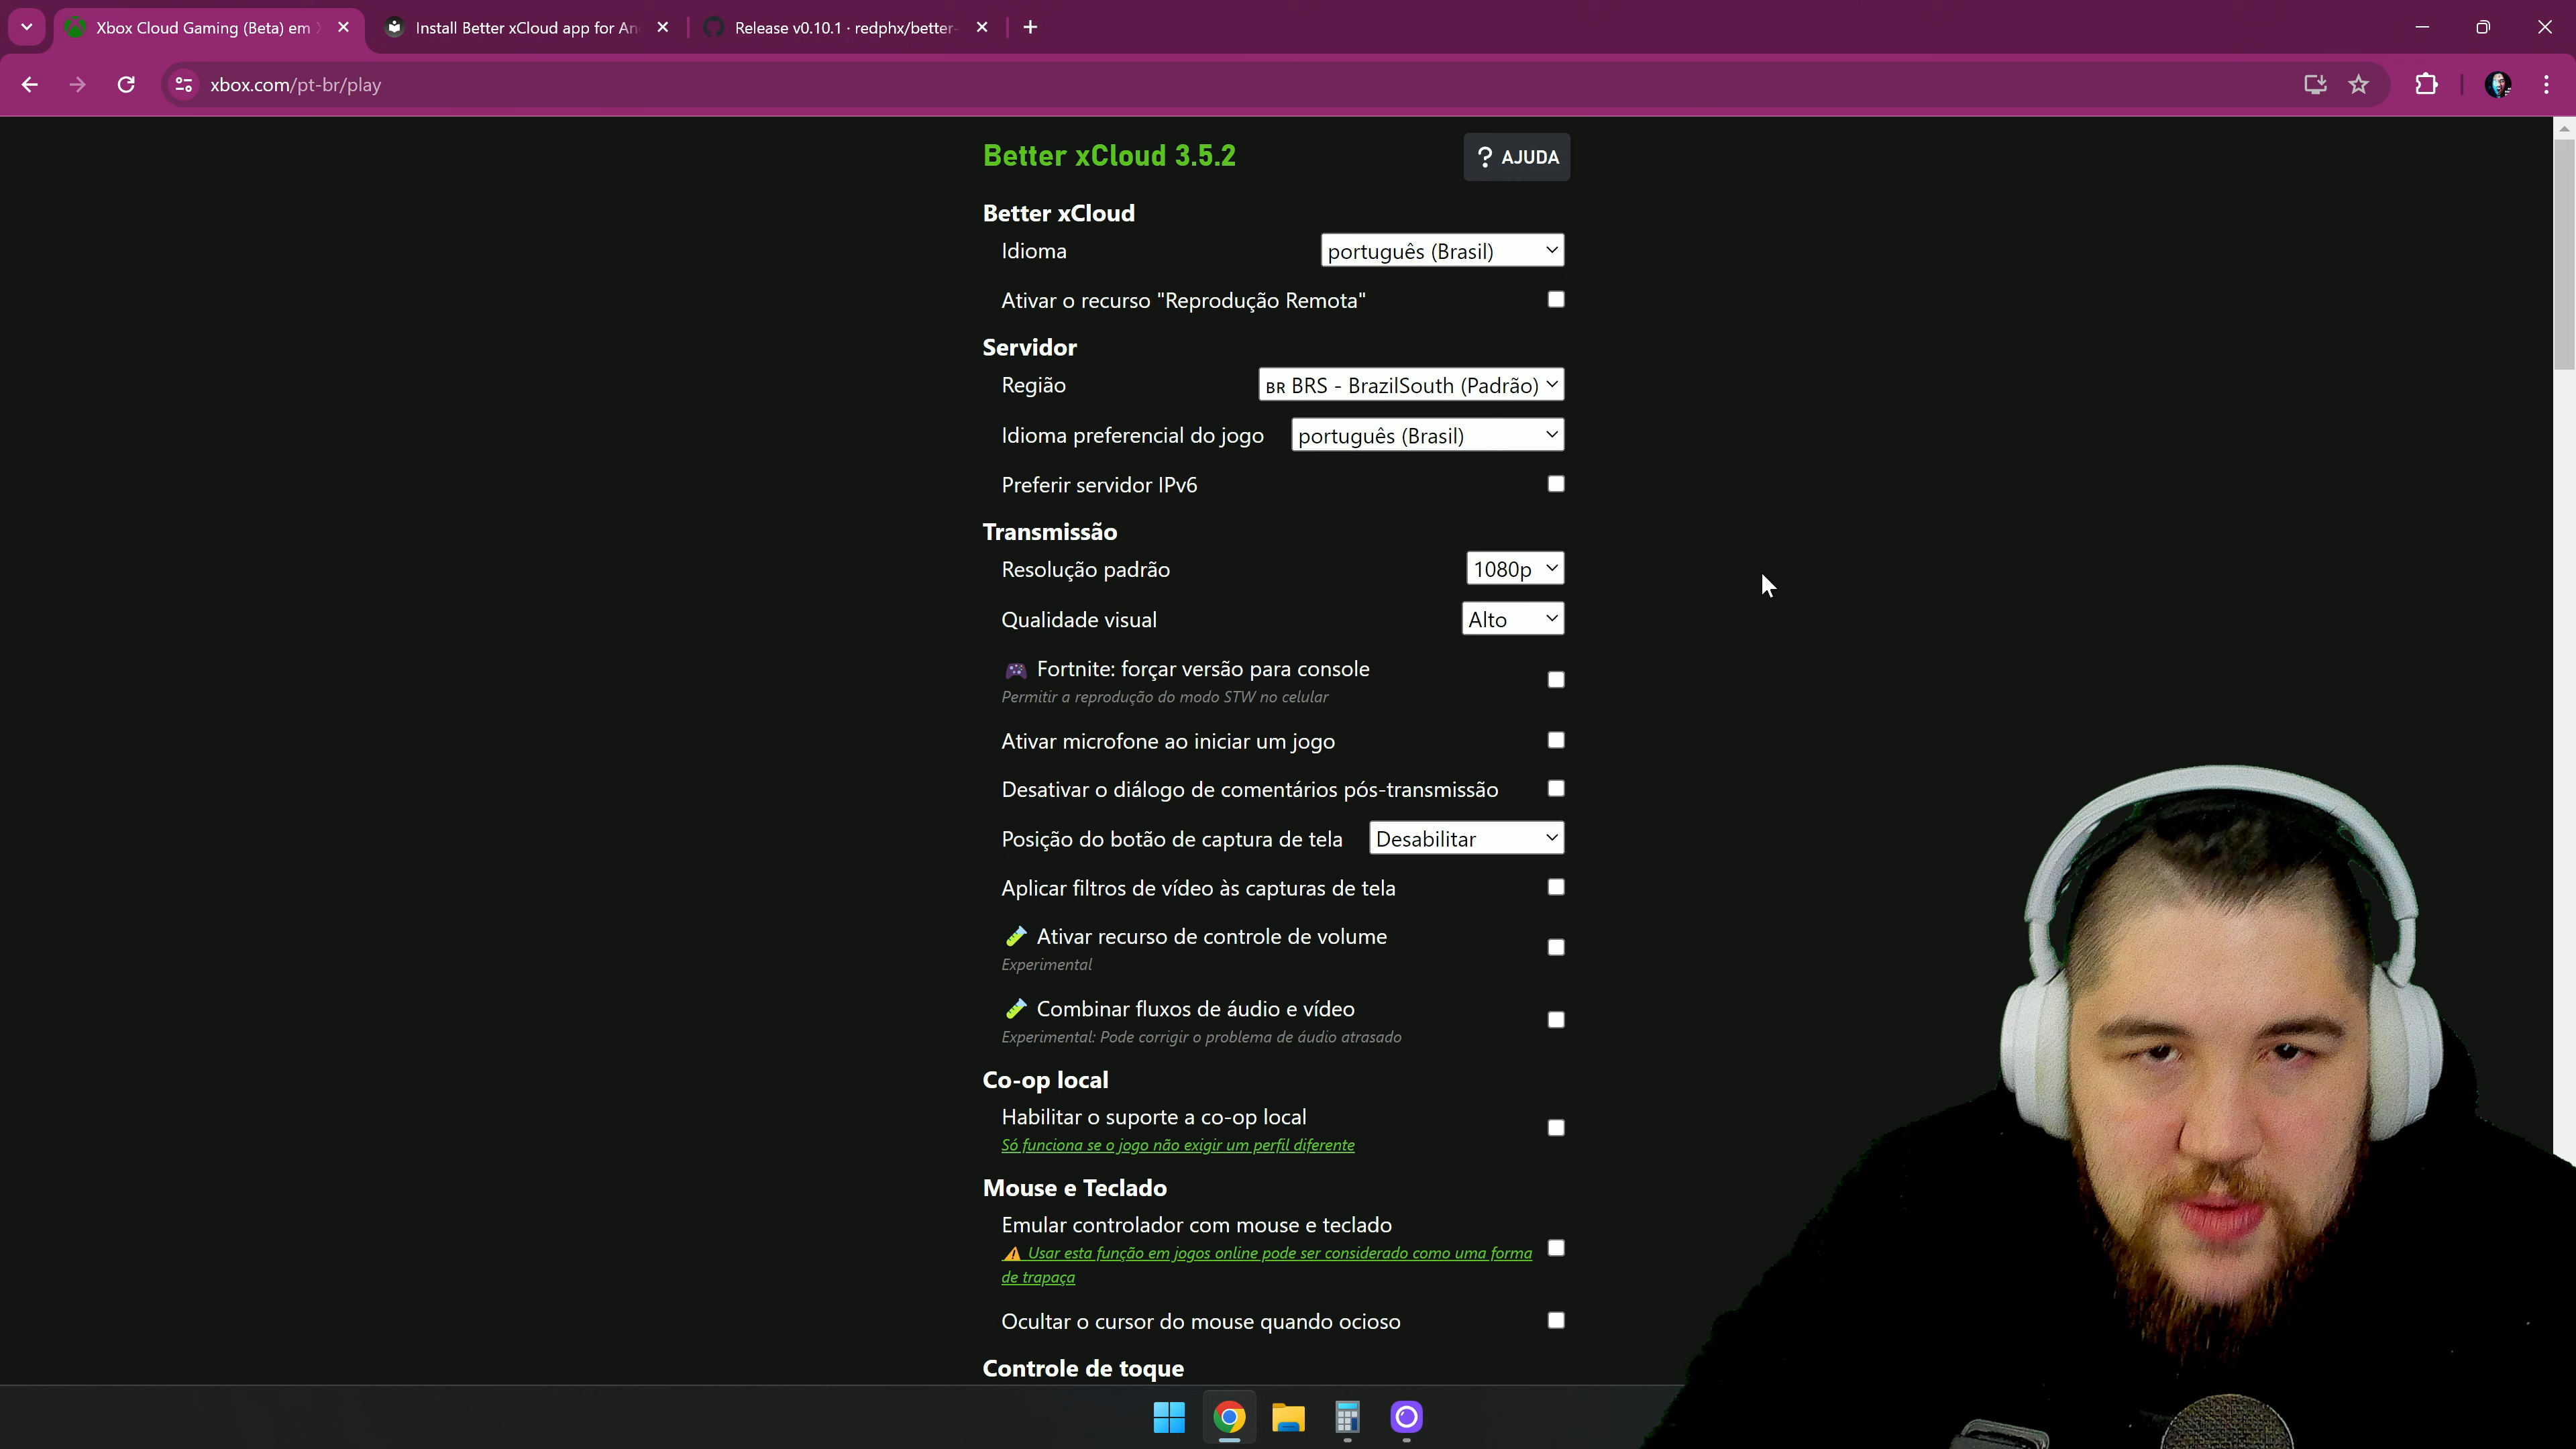 Xbox Cloud Gaming (Beta) em
Install Better xCloud app for An
Release v0.10.1 · redphx/better-
xbox.com/pt-br/play
Better xCloud 3.5.2
? AJUDA
Better xCloud
Idioma
português (Brasil)
Ativar o recurso "Reprodução Remota"
Servidor
Região
BR BRS - BrazilSouth (Padrão)
Idioma preferencial do jogo
português (Brasil)
Preferir servidor IPv6
Transmissão
Resolução padrão
1080p
Qualidade visual
Alto
Fortnite: forçar versão para console
Permitir a reprodução do modo STW no celular
Ativar microfone ao iniciar um jogo
Desativar o diálogo de comentários pós-transmissão
Posição do botão de captura de tela
Desabilitar
Aplicar filtros de vídeo às capturas de tela
Ativar recurso de controle de volume
Experimental
Combinar fluxos de áudio e vídeo
Experimental: Pode corrigir o problema de áudio atrasado
Co-op local
Habilitar o suporte a co-op local
Só funciona se o jogo não exigir um perfil diferente
Mouse e Teclado
Emular controlador com mouse e teclado
⚠ Usar esta função em jogos online pode ser considerado como uma forma
de trapaça
Ocultar o cursor do mouse quando ocioso
Controle de toque